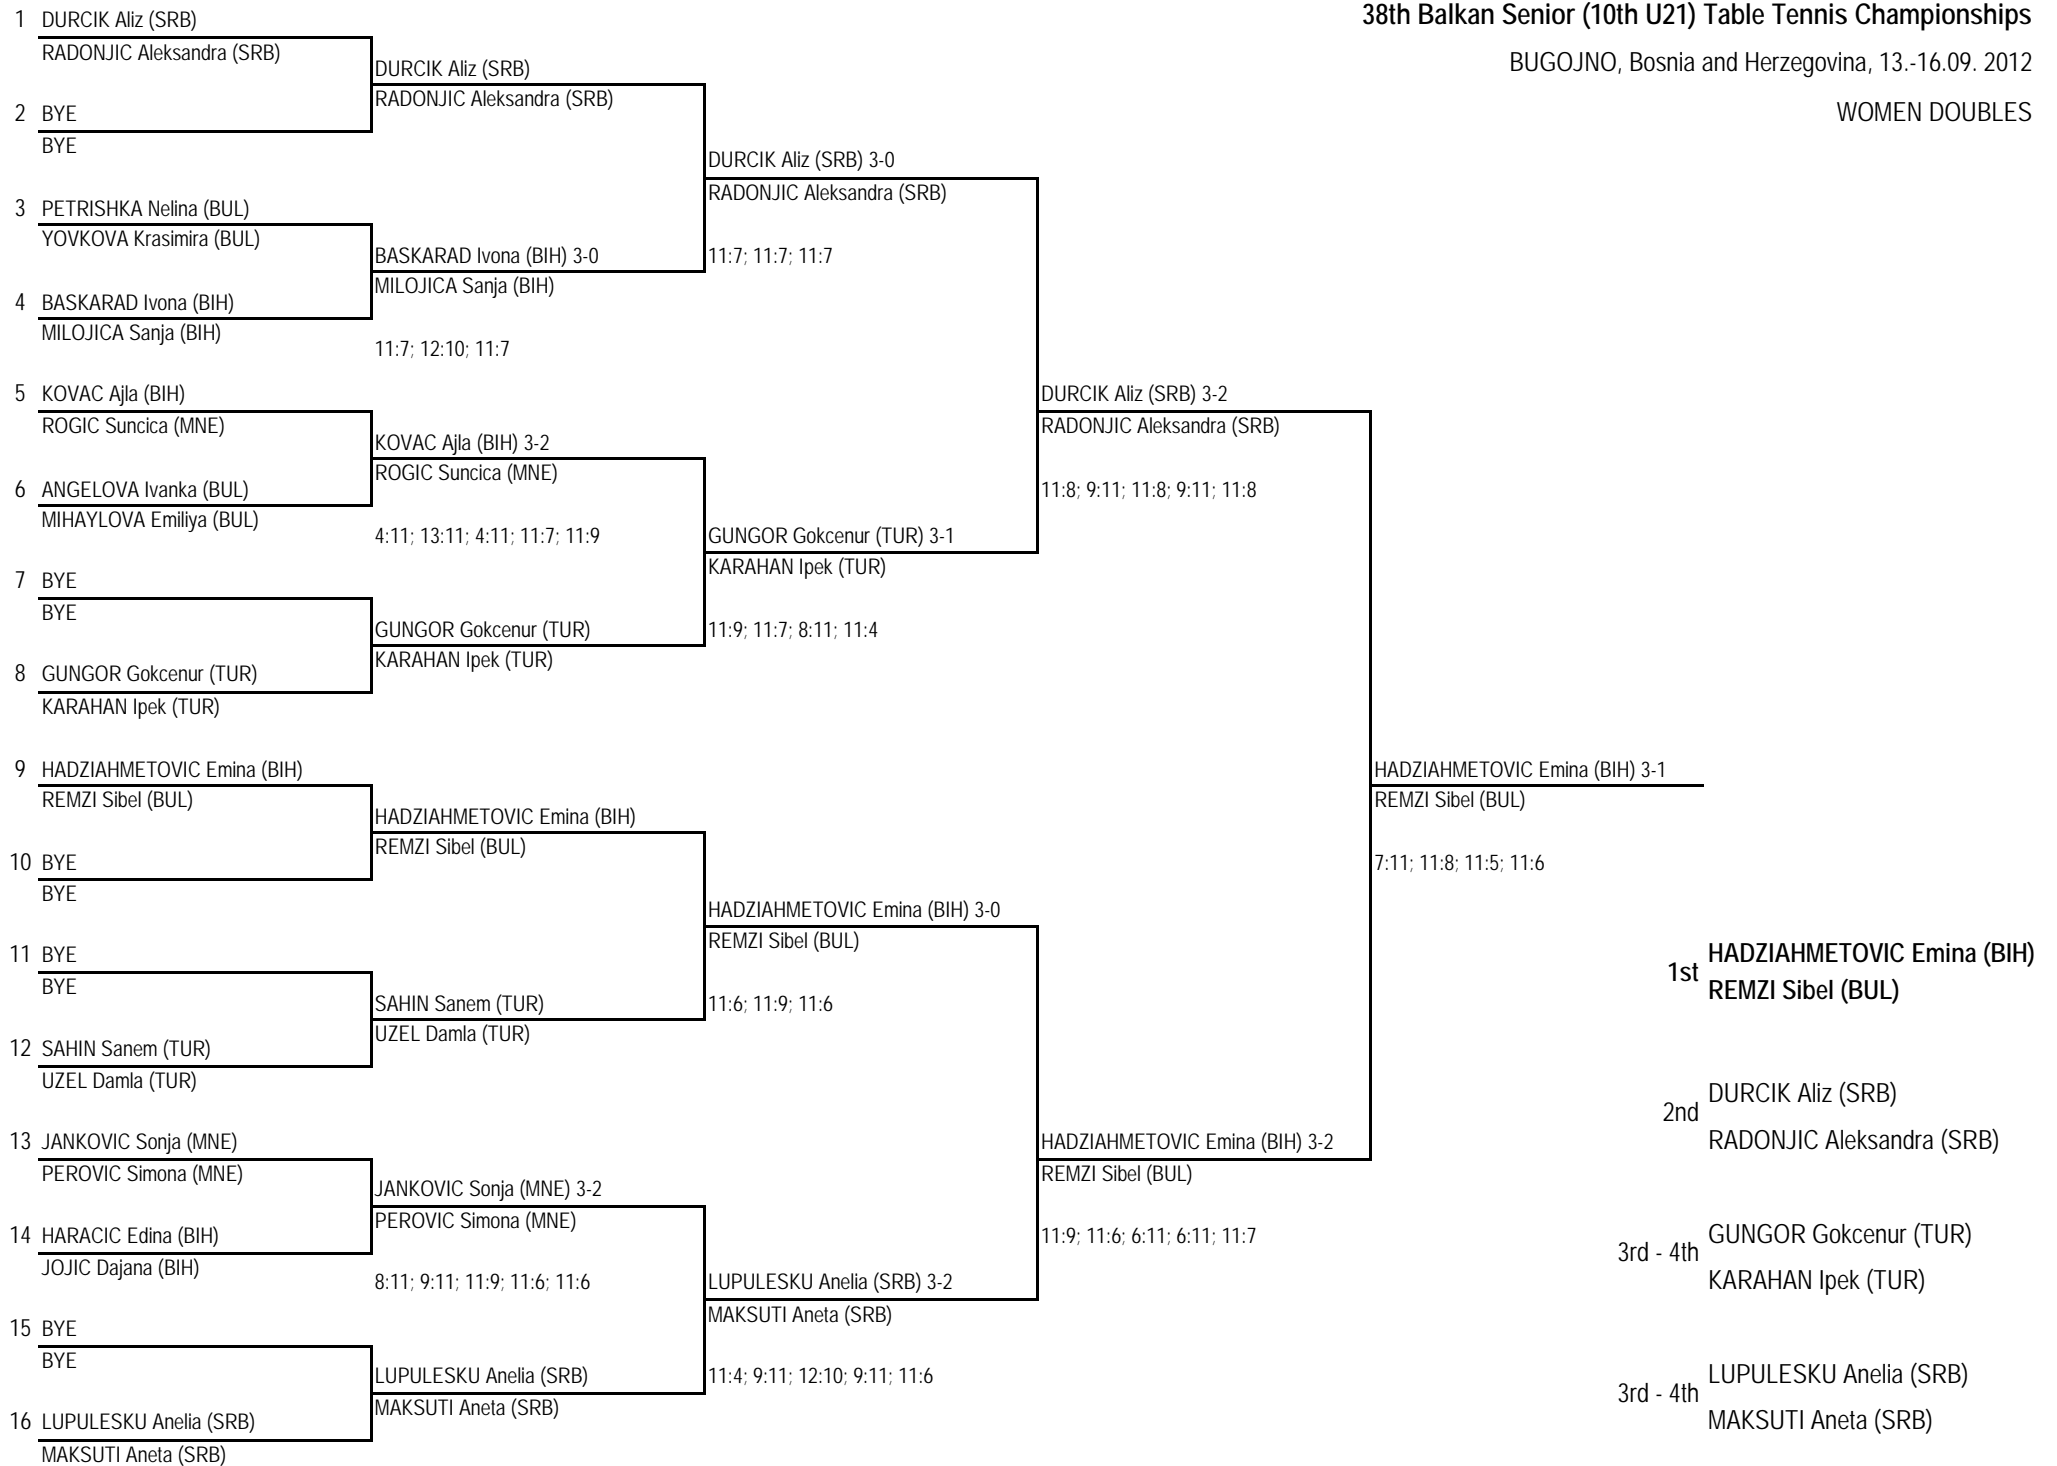 38th Balkan Senior (10th U21) Table Tennis Championships
BUGOJNO, Bosnia and Herzegovina, 13.-16.09. 2012
WOMEN DOUBLES
1 DURCIK Aliz (SRB)
RADONJIC Aleksandra (SRB)
2 BYE
BYE
3 PETRISHKA Nelina (BUL)
YOVKOVA Krasimira (BUL)
4 BASKARAD Ivona (BIH)
MILOJICA Sanja (BIH)
5 KOVAC Ajla (BIH)
ROGIC Suncica (MNE)
6 ANGELOVA Ivanka (BUL)
MIHAYLOVA Emiliya (BUL)
7 BYE
BYE
8 GUNGOR Gokcenur (TUR)
KARAHAN Ipek (TUR)
9 HADZIAHMETOVIC Emina (BIH)
REMZI Sibel (BUL)
10 BYE
BYE
11 BYE
BYE
12 SAHIN Sanem (TUR)
UZEL Damla (TUR)
13 JANKOVIC Sonja (MNE)
PEROVIC Simona (MNE)
14 HARACIC Edina (BIH)
JOJIC Dajana (BIH)
15 BYE
BYE
16 LUPULESKU Anelia (SRB)
MAKSUTI Aneta (SRB)
DURCIK Aliz (SRB)
RADONJIC Aleksandra (SRB)
BASKARAD Ivona (BIH) 3-0
MILOJICA Sanja (BIH)
11:7; 12:10; 11:7
KOVAC Ajla (BIH) 3-2
ROGIC Suncica (MNE)
4:11; 13:11; 4:11; 11:7; 11:9
GUNGOR Gokcenur (TUR)
KARAHAN Ipek (TUR)
HADZIAHMETOVIC Emina (BIH)
REMZI Sibel (BUL)
SAHIN Sanem (TUR)
UZEL Damla (TUR)
JANKOVIC Sonja (MNE) 3-2
PEROVIC Simona (MNE)
8:11; 9:11; 11:9; 11:6; 11:6
LUPULESKU Anelia (SRB)
MAKSUTI Aneta (SRB)
DURCIK Aliz (SRB) 3-0
RADONJIC Aleksandra (SRB)
11:7; 11:7; 11:7
GUNGOR Gokcenur (TUR) 3-1
KARAHAN Ipek (TUR)
11:9; 11:7; 8:11; 11:4
HADZIAHMETOVIC Emina (BIH) 3-0
REMZI Sibel (BUL)
11:6; 11:9; 11:6
LUPULESKU Anelia (SRB) 3-2
MAKSUTI Aneta (SRB)
11:4; 9:11; 12:10; 9:11; 11:6
DURCIK Aliz (SRB) 3-2
RADONJIC Aleksandra (SRB)
11:8; 9:11; 11:8; 9:11; 11:8
HADZIAHMETOVIC Emina (BIH) 3-2
REMZI Sibel (BUL)
11:9; 11:6; 6:11; 6:11; 11:7
HADZIAHMETOVIC Emina (BIH) 3-1
REMZI Sibel (BUL)
7:11; 11:8; 11:5; 11:6
1st HADZIAHMETOVIC Emina (BIH)
REMZI Sibel (BUL)
2nd DURCIK Aliz (SRB)
RADONJIC Aleksandra (SRB)
3rd - 4th GUNGOR Gokcenur (TUR)
KARAHAN Ipek (TUR)
3rd - 4th LUPULESKU Anelia (SRB)
MAKSUTI Aneta (SRB)